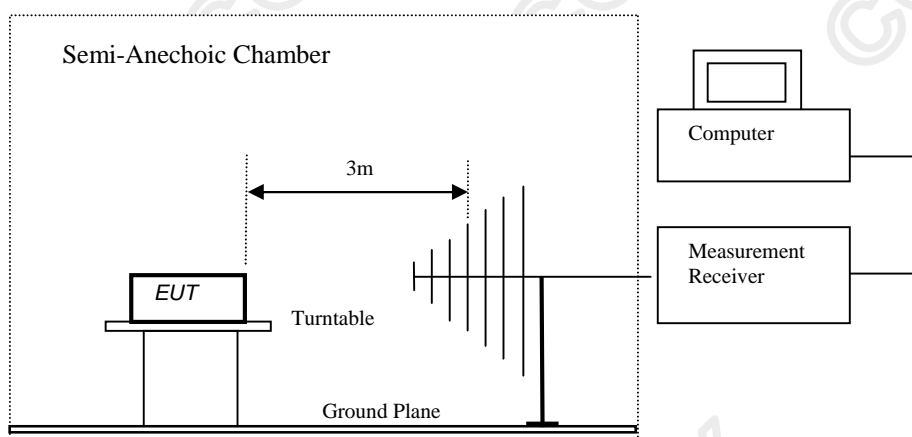 Semi-Anechoic Chamber
Computer
3m
Measurement
Receiver
EUT
Turntable
Ground Plane